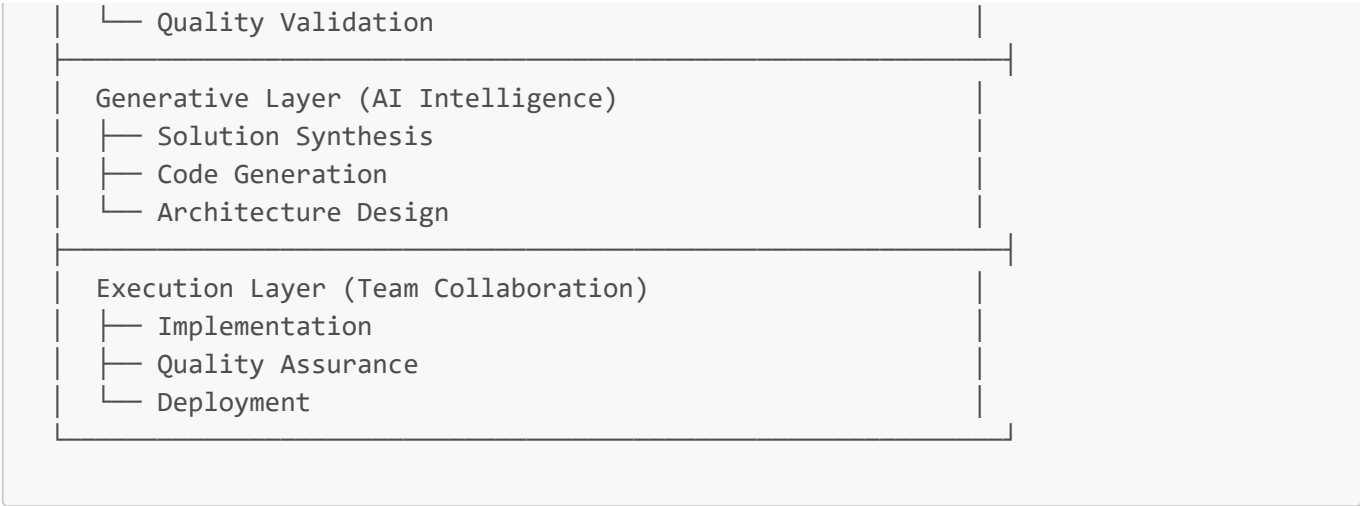 │  └── Quality Validation                                  │
├─────────────────────────────────────────────────────────────┤
│  Generative Layer (AI Intelligence)                       │
│  ├── Solution Synthesis                                   │
│  ├── Code Generation                                      │
│  └── Architecture Design                                  │
├─────────────────────────────────────────────────────────────┤
│  Execution Layer (Team Collaboration)                     │
│  ├── Implementation                                       │
│  ├── Quality Assurance                                    │
│  └── Deployment                                           │
└─────────────────────────────────────────────────────────────┘